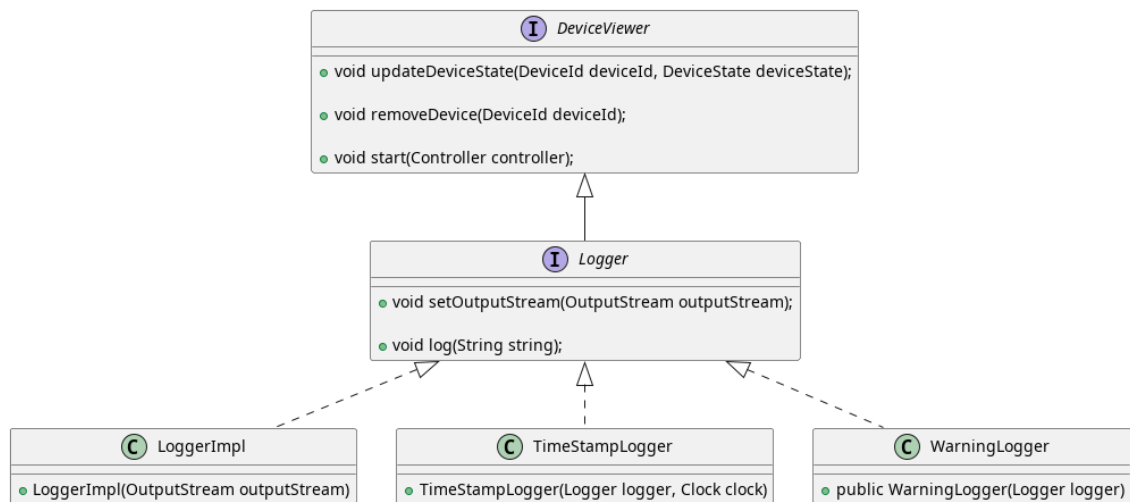 I DeviceViewer
void updateDeviceState(DeviceId deviceId, DeviceState deviceState);
void removeDevice(DeviceId deviceId);
void start(Controller controller);
I Logger
void setOutputStream(OutputStream outputStream);
void log(String string);
C LoggerImpl
LoggerImpl(OutputStream outputStream)
C TimeStampLogger
TimeStampLogger(Logger logger, Clock clock)
C WarningLogger
public WarningLogger(Logger logger)